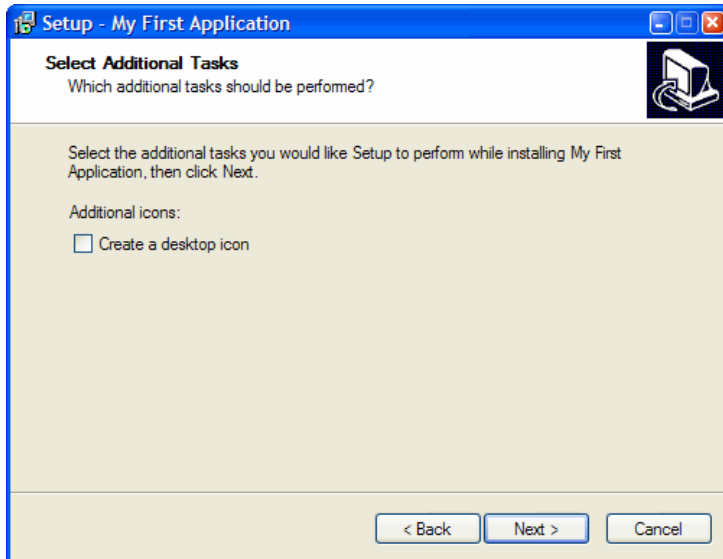 Setup - My First Application
Select Additional Tasks
Which additional tasks should be performed?
Select the additional tasks you would like Setup to perform while installing My First
Application, then click Next.
Additional icons:
Create a desktop icon
< Back
Next >
Cancel